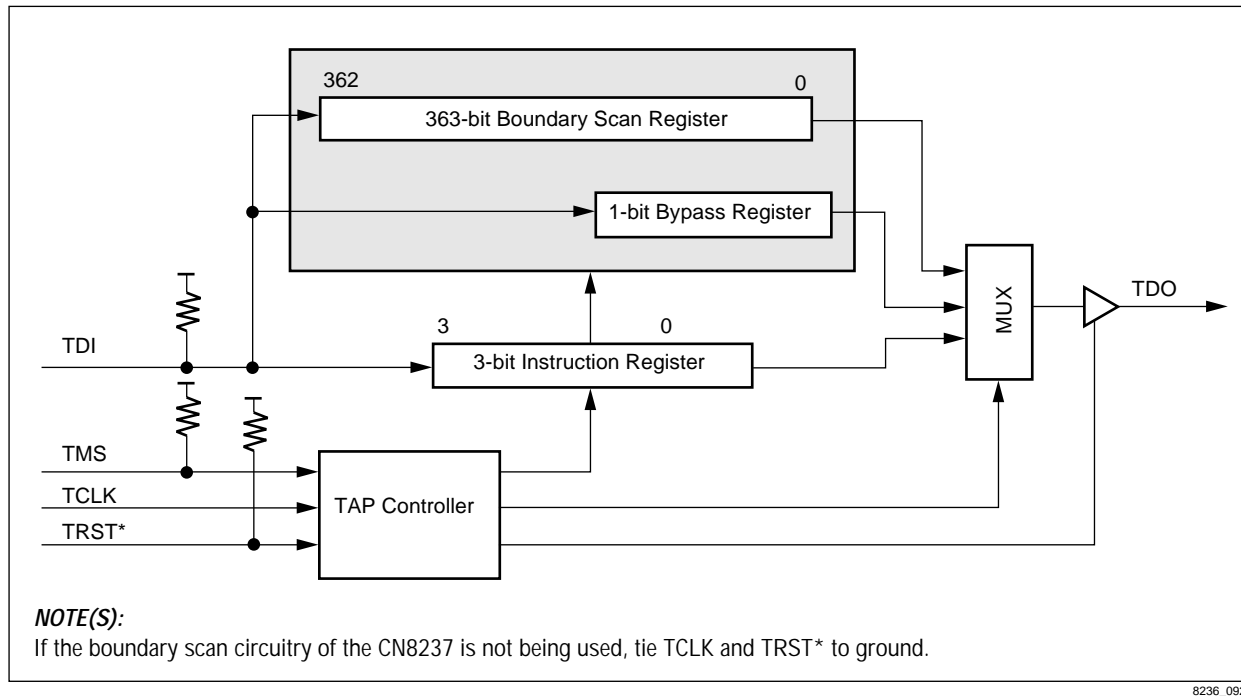 362
0
363-bit Boundary Scan Register
1-bit Bypass Register
TDO
MUX
3
0
TDI
3-bit Instruction Register
TMS
TCLK
TAP Controller
TRST*
NOTE(S):
If the boundary scan circuitry of the CN8237 is not being used, tie TCLK and TRST* to ground.